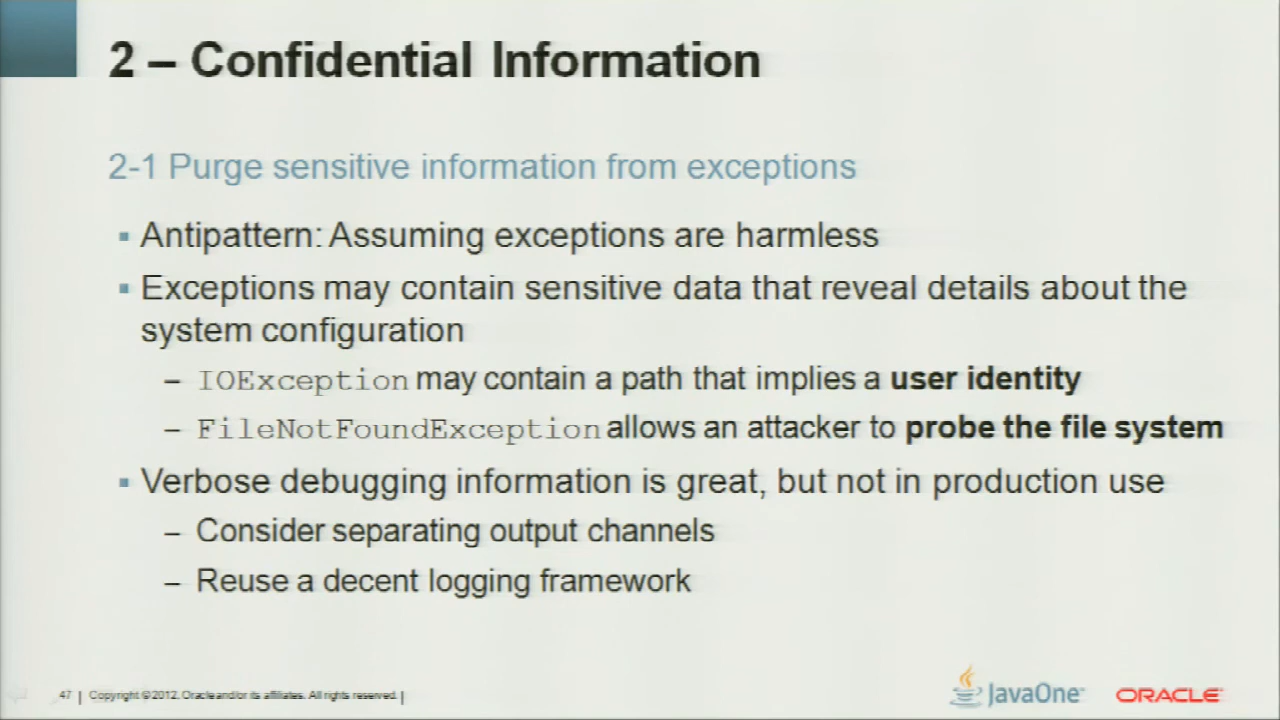 2 – Confidential Information
2-1 Purge sensitive information from exceptions
▪ Antipattern: Assuming exceptions are harmless
▪ Exceptions may contain sensitive data that reveal details about the
system configuration
– IOException may contain a path that implies a user identity
– FileNotFoundException allows an attacker to probe the file system
▪ Verbose debugging information is great, but not in production use
– Consider separating output channels
– Reuse a decent logging framework
47 | Copyright © 2012, Oracle and/or its affiliates. All rights reserved. |
JavaOne
ORACLE